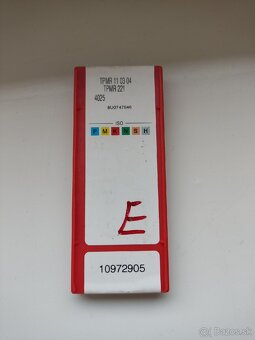 TPMR 11 03 04
TPMR 221
4025
ISO
P M K N S H
E
10972905
bazos.sk